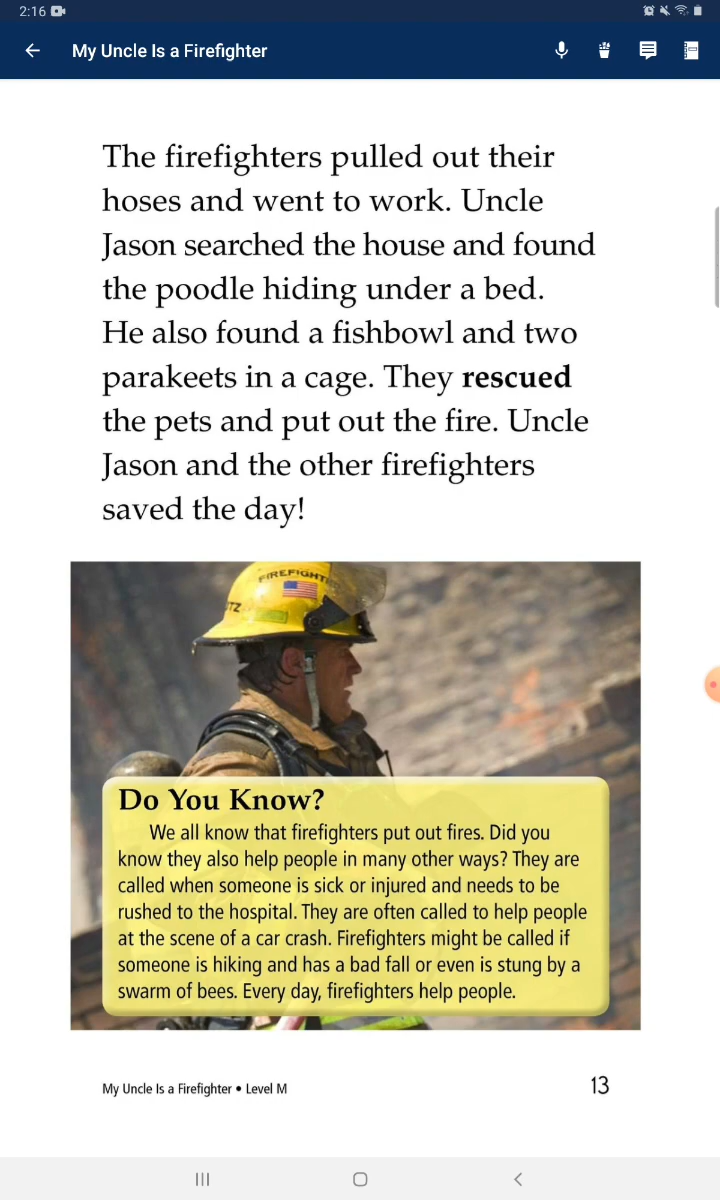 2:16
My Uncle Is a Firefighter
The firefighters pulled out their
hoses and went to work. Uncle
Jason searched the house and found
the poodle hiding under a bed.
He also found a fishbowl and two
parakeets in a cage. They rescued
the pets and put out the fire. Uncle
Jason and the other firefighters
saved the day!
FIREFIGHT
TZ
Do You Know?
We all know that firefighters put out fires. Did you
know they also help people in many other ways? They are
called when someone is sick or injured and needs to be
rushed to the hospital. They are often called to help people
at the scene of a car crash. Firefighters might be called if
someone is hiking and has a bad fall or even is stung by a
swarm of bees. Every day, firefighters help people.
My Uncle Is a Firefighter • Level M
13